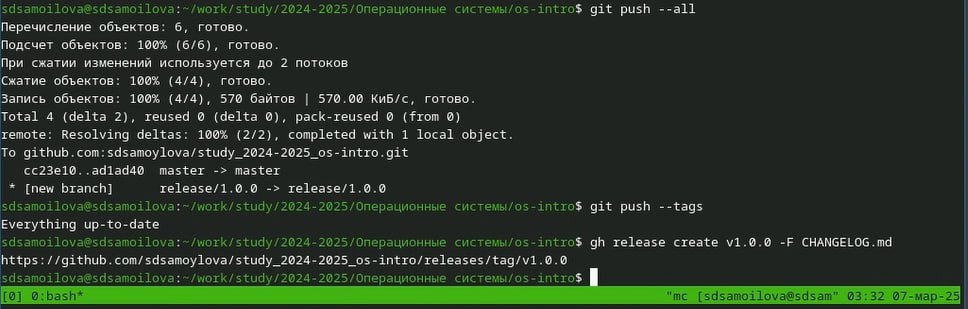 sdsamoilova@sdsamoilova:~/work/study/2024-2025/Операционные системы/os-intro$ git push --all
Перечисление объектов: 6, готово.
Подсчет объектов: 100% (6/6), готово.
При сжатии изменений используется до 2 потоков
Сжатие объектов: 100% (4/4), готово.
Запись объектов: 100% (4/4), 570 байтов | 570.00 КиБ/с, готово.
Total 4 (delta 2), reused 0 (delta 0), pack-reused 0 (from 0)
remote: Resolving deltas: 100% (2/2), completed with 1 local object.
To github.com:sdsamoylova/study_2024-2025_os-intro.git
   cc23e10..ad1ad40  master -> master
 * [new branch]      release/1.0.0 -> release/1.0.0
sdsamoilova@sdsamoilova:~/work/study/2024-2025/Операционные системы/os-intro$ git push --tags
Everything up-to-date
sdsamoilova@sdsamoilova:~/work/study/2024-2025/Операционные системы/os-intro$ gh release create v1.0.0 -F CHANGELOG.md
https://github.com/sdsamoylova/study_2024-2025_os-intro/releases/tag/v1.0.0
sdsamoilova@sdsamoilova:~/work/study/2024-2025/Операционные системы/os-intro$
[0] 0:bash* "mc [sdsamoilova@sdsam" 03:32 07-мар-25